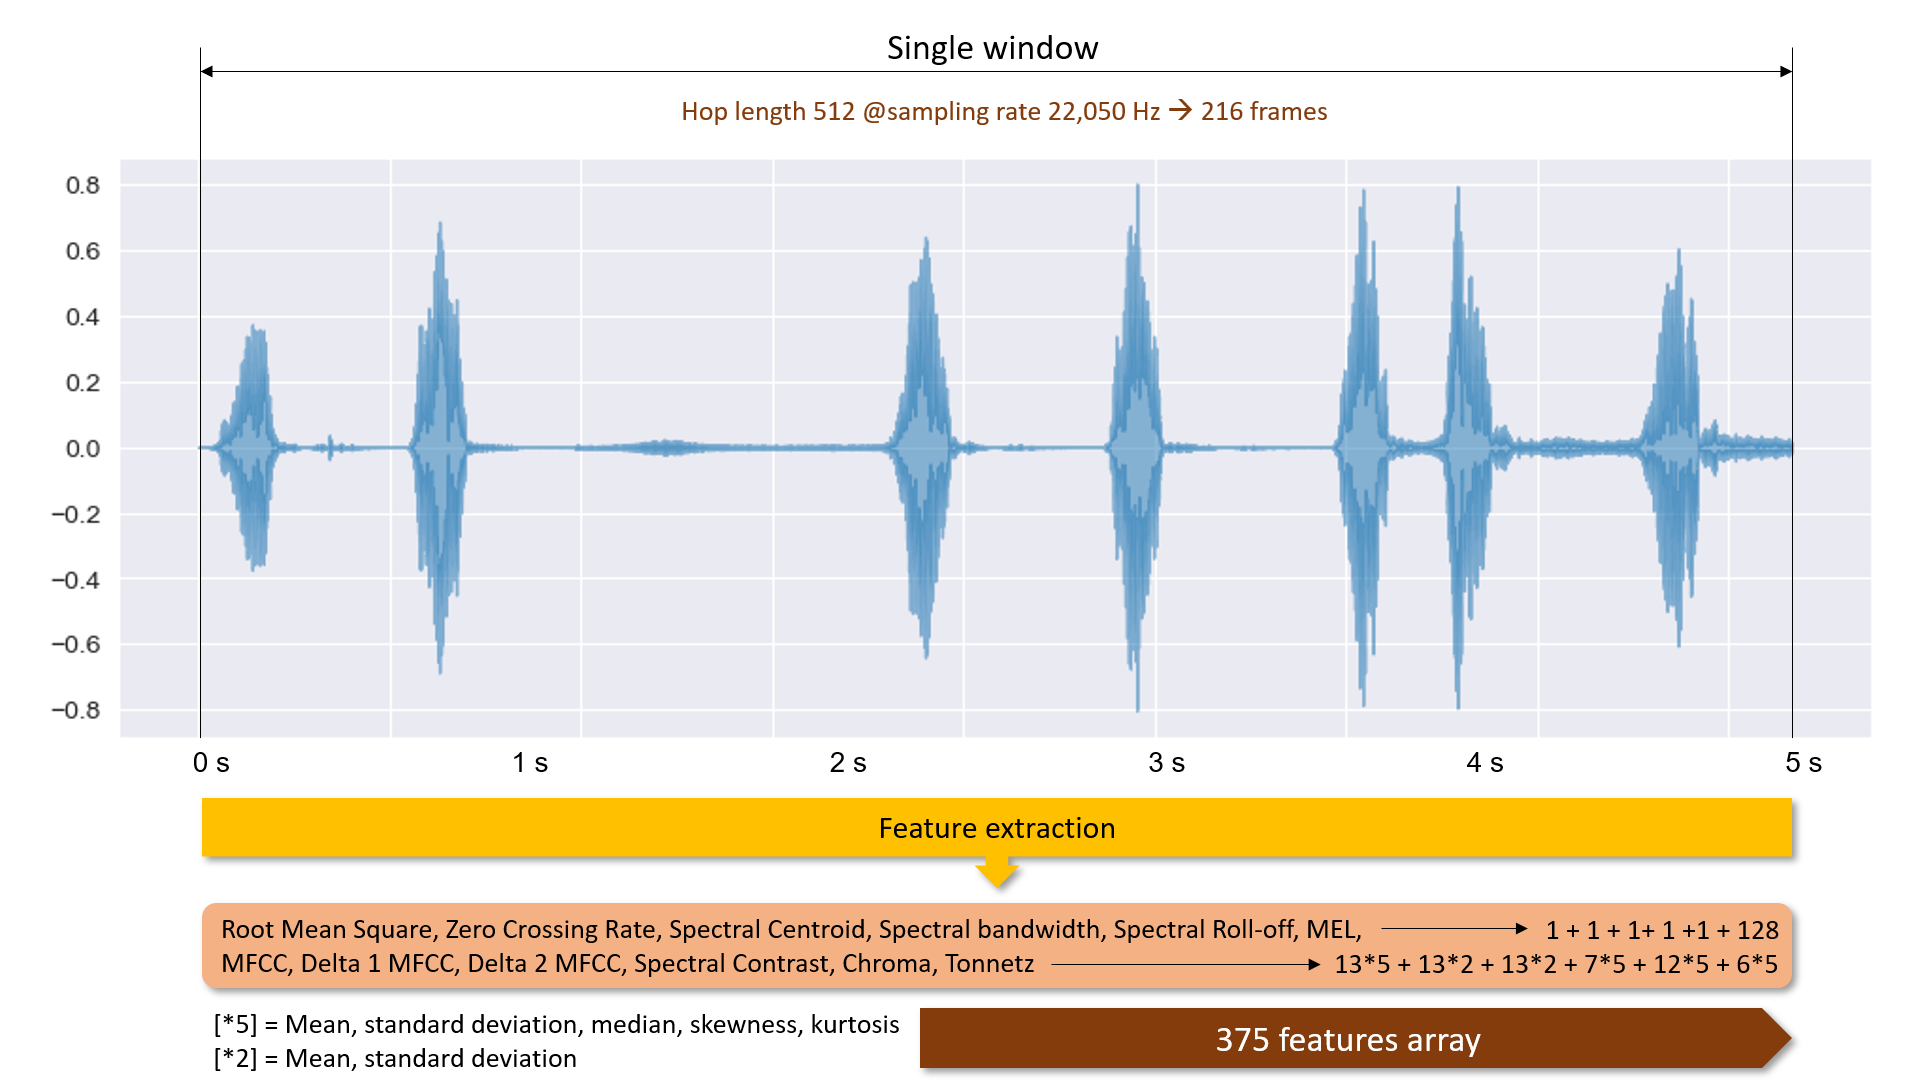 Single window
Hop length 512 @sampling rate 22,050 Hz → 216 frames
0.8
0.6
0.4
0.2
0.0
−0.2
−0.4
−0.6
−0.8
0 s 1 s 2 s 3 s 4 s 5 s
Feature extraction
Root Mean Square, Zero Crossing Rate, Spectral Centroid, Spectral bandwidth, Spectral Roll-off, MEL, 1 + 1 + 1+ 1 +1 + 128
MFCC, Delta 1 MFCC, Delta 2 MFCC, Spectral Contrast, Chroma, Tonnetz 13*5 + 13*2 + 13*2 + 7*5 + 12*5 + 6*5
[*5] = Mean, standard deviation, median, skewness, kurtosis
[*2] = Mean, standard deviation
375 features array